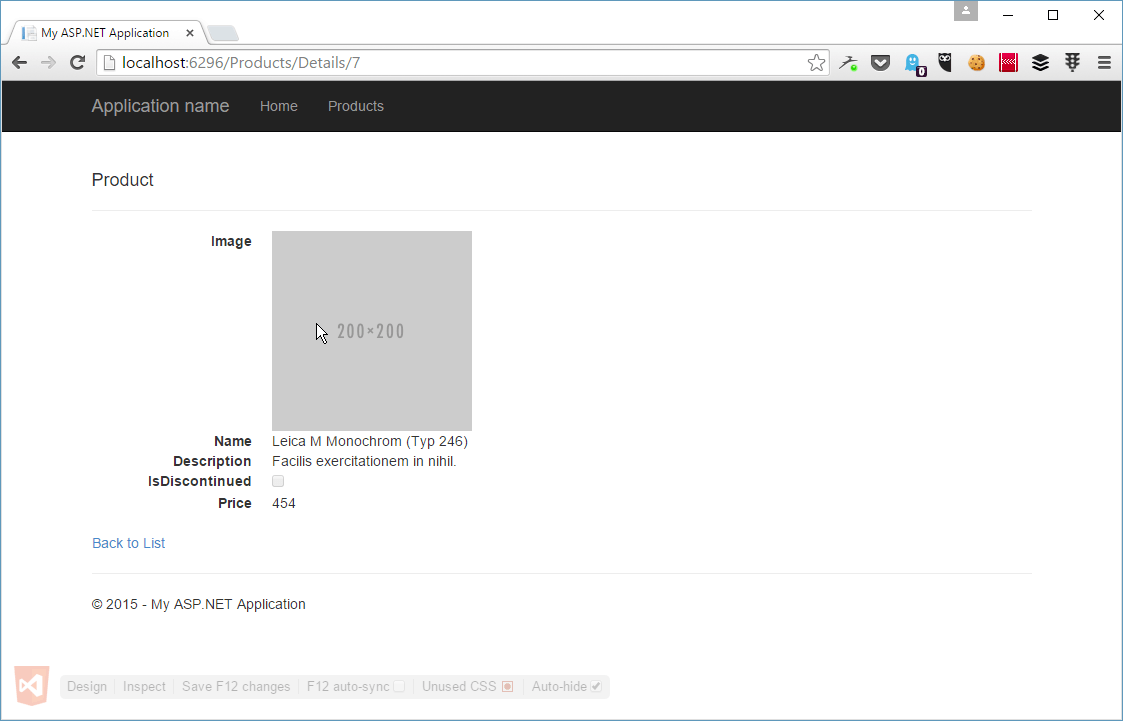 My ASP.NET Application
localhost:6296/Products/Details/7
0
Application name Home Products
Product
Image
200×200
Name Leica M Monochrom (Typ 246)
Description Facilis exercitationem in nihil.
IsDiscontinued
Price 454
Back to List
© 2015 - My ASP.NET Application
Design Inspect Save F12 changes F12 auto-sync Unused CSS Auto-hide